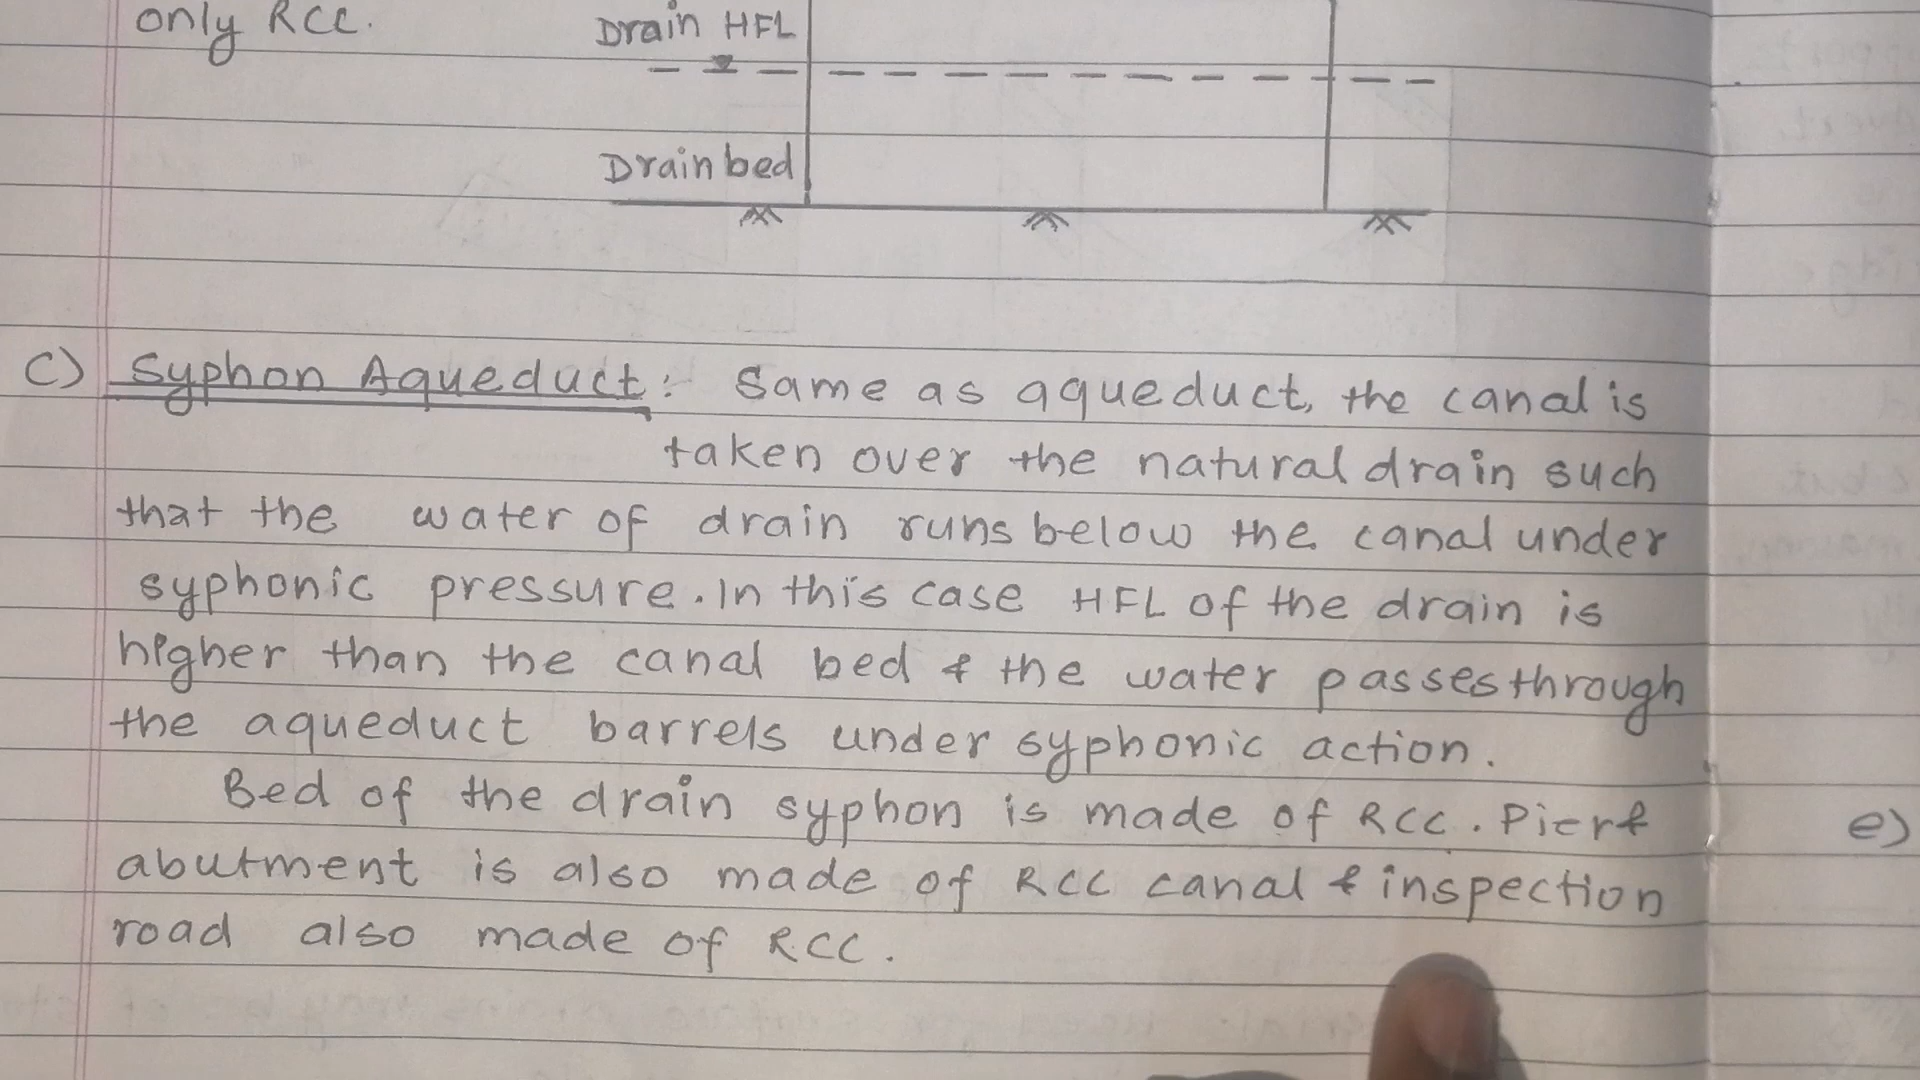 only RCC.
Drain HFL
Drain bed
c) Syphon Aqueduct: Same as aqueduct, the canal is
taken over the natural drain such
that the water of drain runs below the canal under
syphonic pressure. In this case HFL of the drain is
higher than the canal bed & the water passes through
the aqueduct barrels under syphonic action.
Bed of the drain syphon is made of RCC. Pier &
abutment is also made of RCC canal & inspection
road also made of RCC.
e)